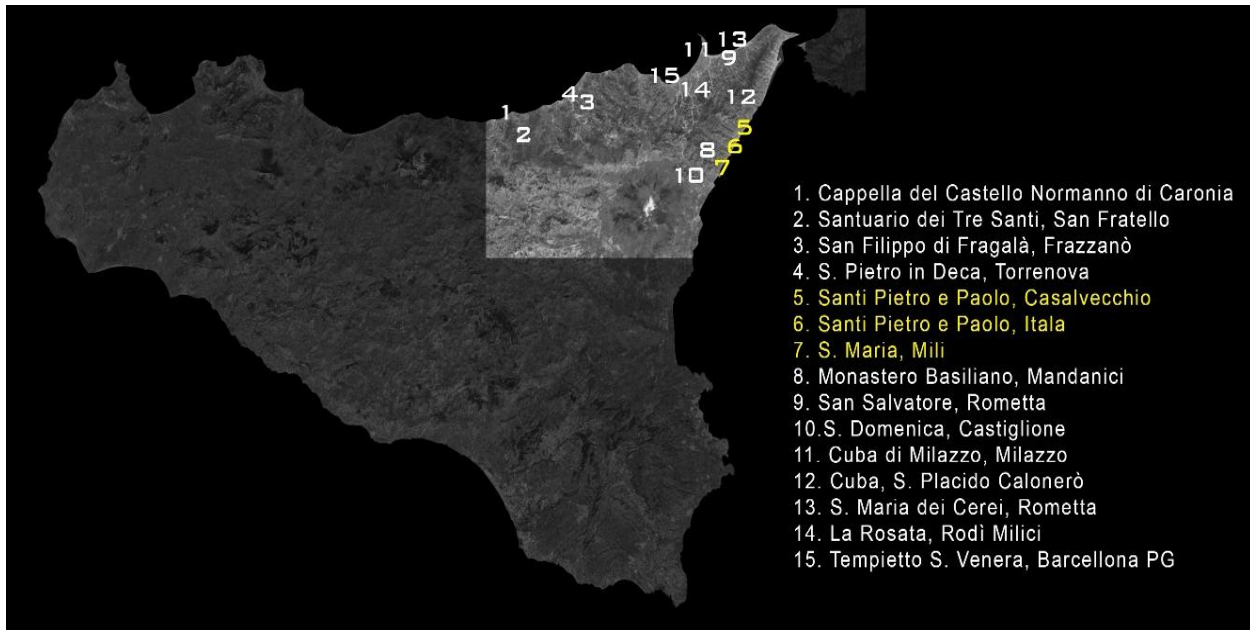 13
11
9
15
14
4
3
12
1
5
2
6
8
7
10
1. Cappella del Castello Normanno di Caronia
2. Santuario dei Tre Santi, San Fratello
3. San Filippo di Fragalà, Frazzanò
4. S. Pietro in Deca, Torrenova
5. Santi Pietro e Paolo, Casalvecchio
6. Santi Pietro e Paolo, Itala
7. S. Maria, Mili
8. Monastero Basiliano, Mandanici
9. San Salvatore, Rometta
10.S. Domenica, Castiglione
11. Cuba di Milazzo, Milazzo
12. Cuba, S. Placido Calonerò
13. S. Maria dei Cerei, Rometta
14. La Rosata, Rodì Milici
15. Tempietto S. Venera, Barcellona PG